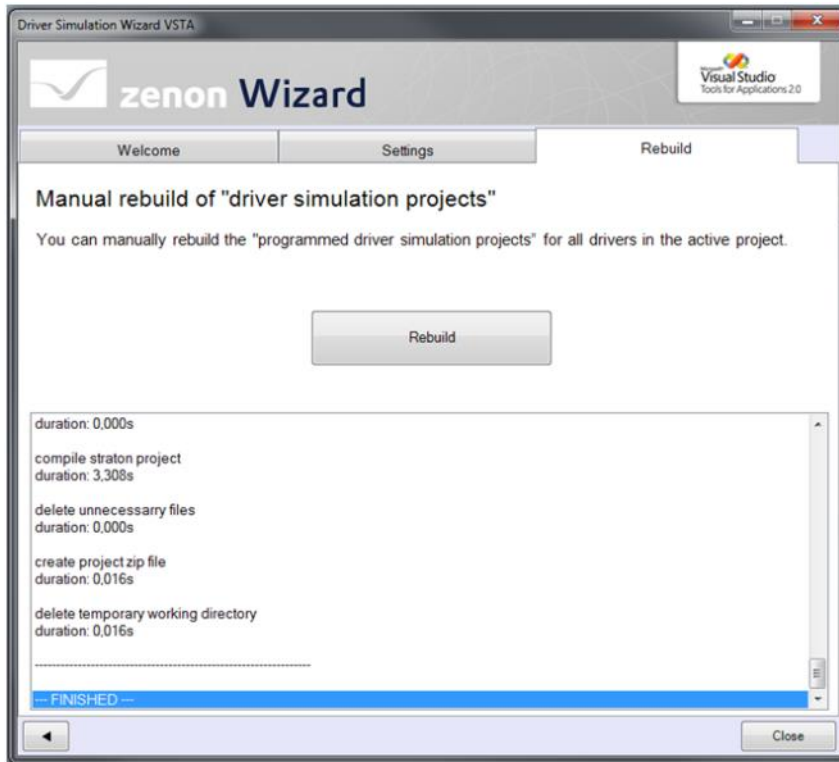 Driver Simulation Wizard VSTA
zenon Wizard
Microsoft
Visual Studio
Tools for Applications 2.0
Welcome
Settings
Rebuild
Manual rebuild of "driver simulation projects"
You can manually rebuild the "programmed driver simulation projects" for all drivers in the active project.
Rebuild
duration: 0,000s
compile straton project
duration: 3,308s
delete unnecessarry files
duration: 0,000s
create project zip file
duration: 0,016s
delete temporary working directory
duration: 0,016s
----------------------------------------------------------------
--- FINISHED ---
Close